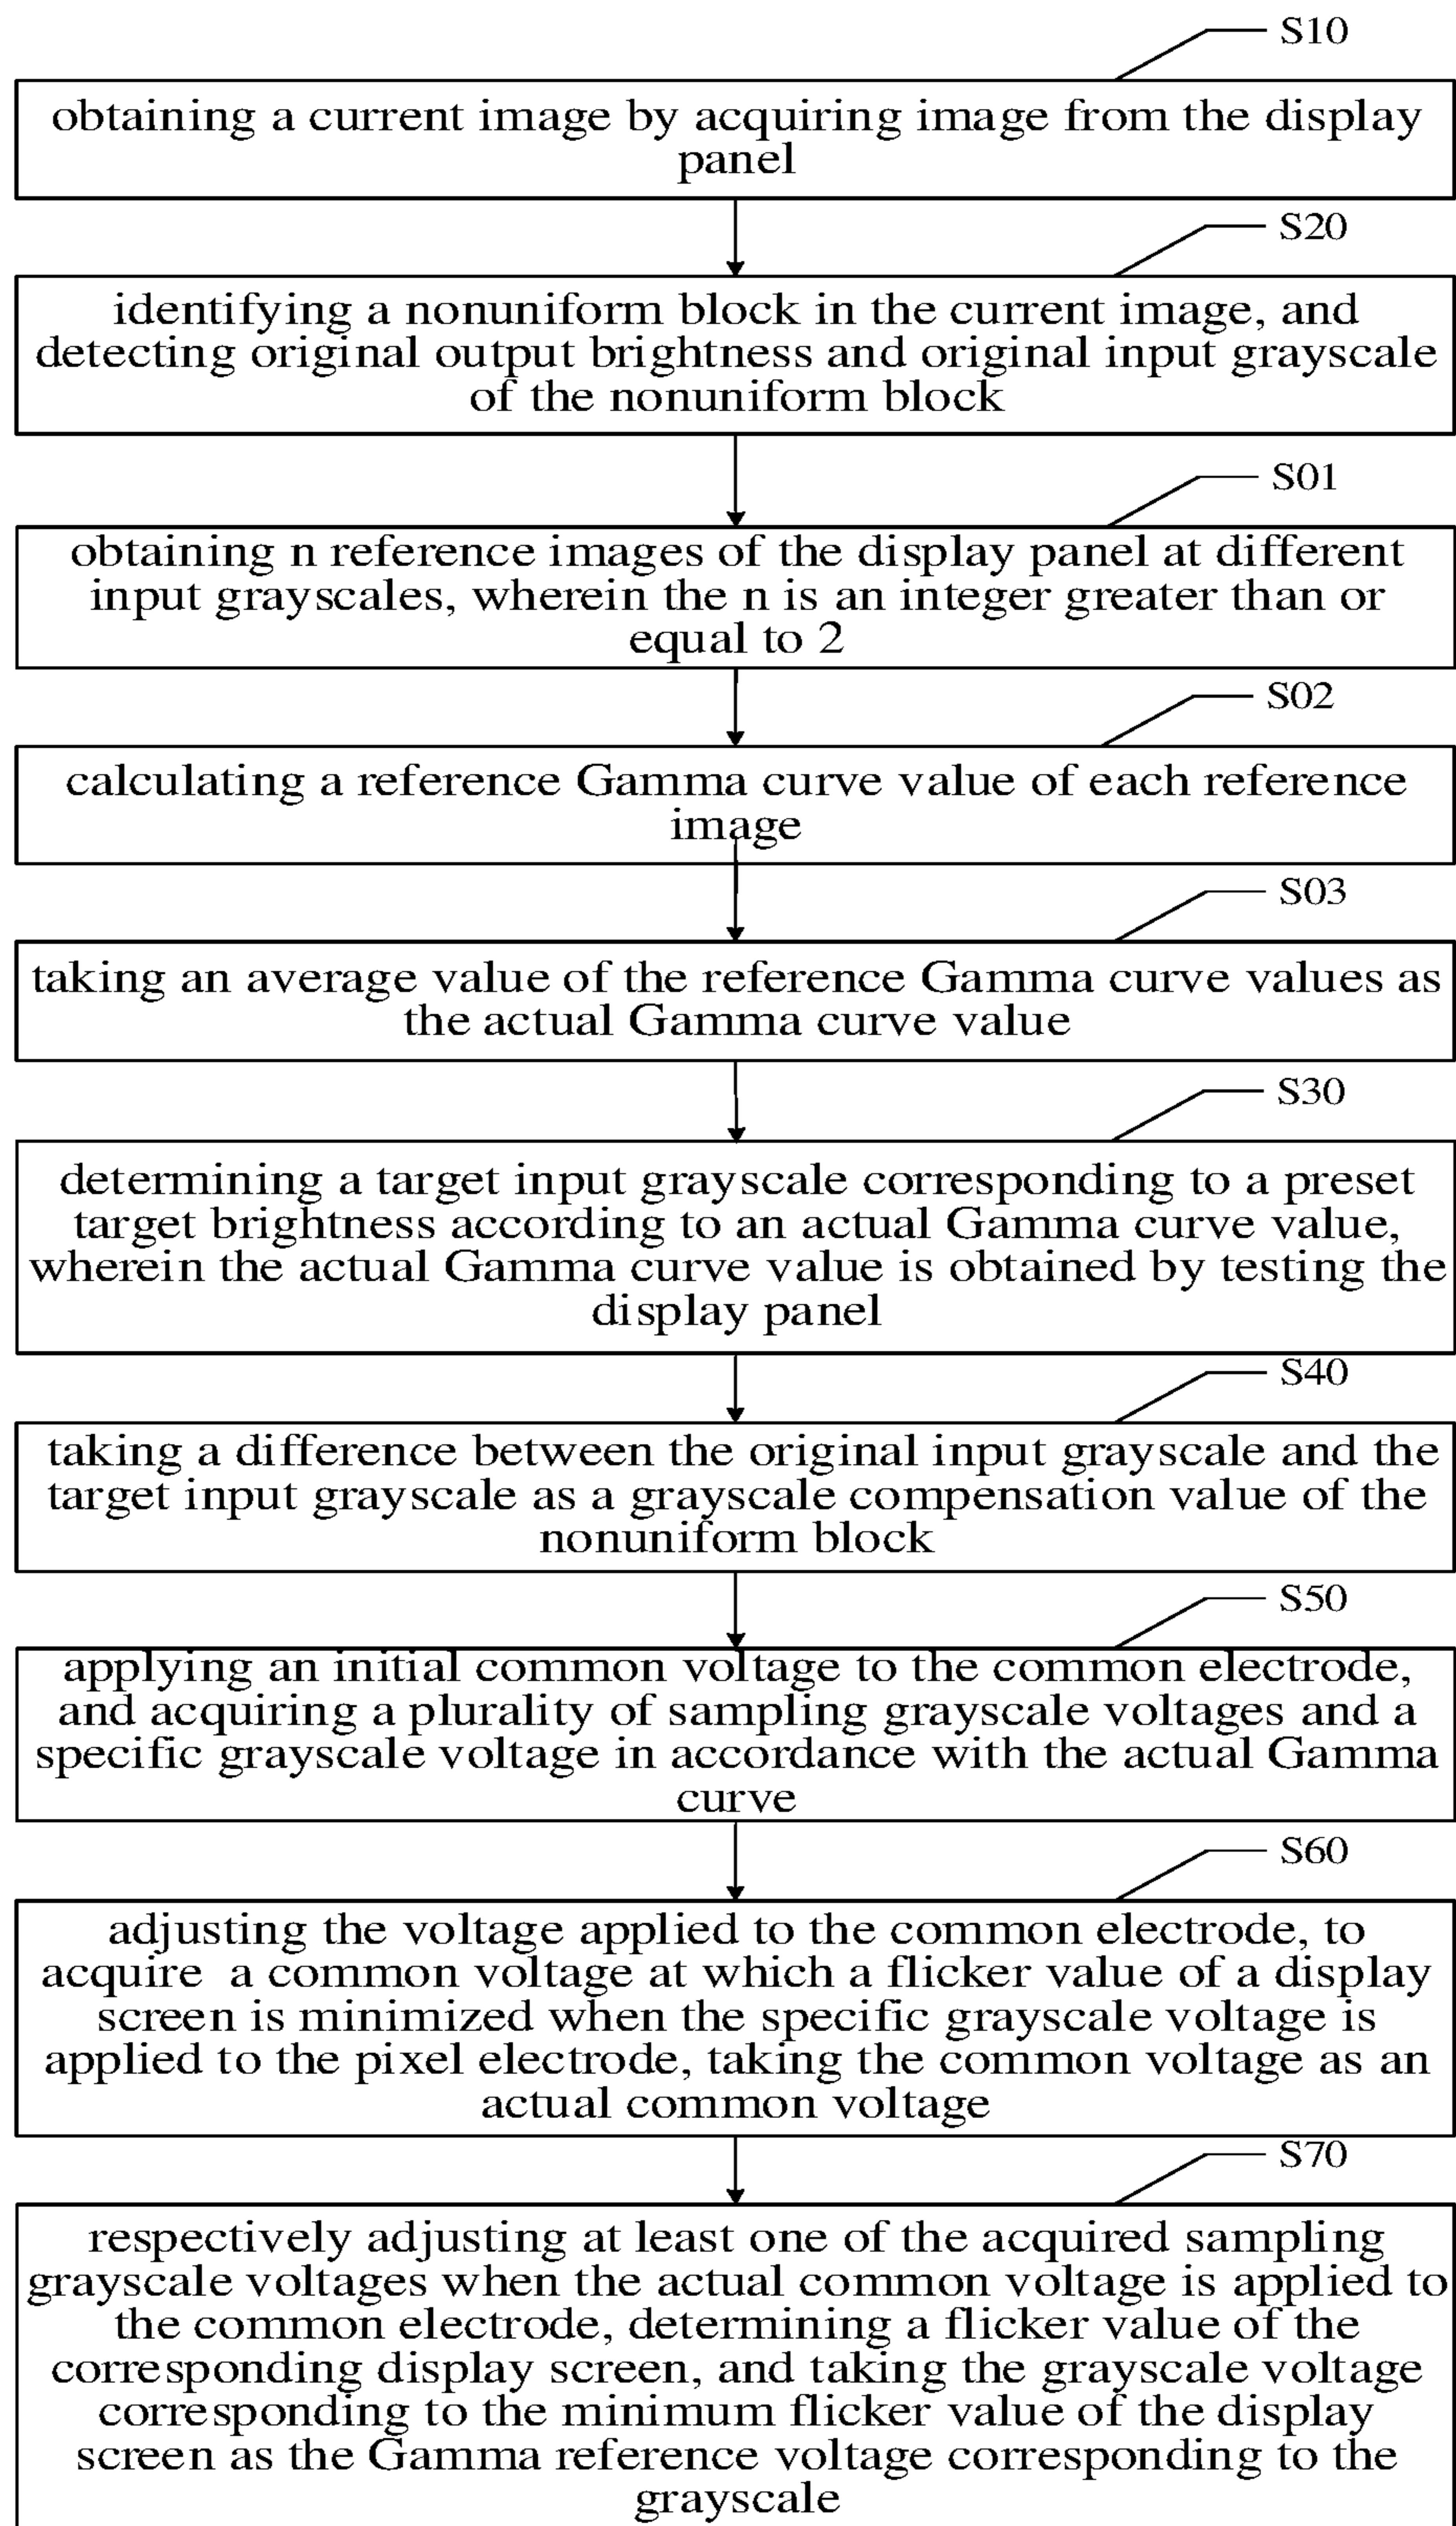 S10
obtaining a current image by acquiring image from the display
panel
S20
identifying a nonuniform block in the current image, and
detecting original output brightness and original input grayscale
of the nonuniform block
S01
obtaining n reference images of the display panel at different
input grayscales, wherein the n is an integer greater than or
equal to 2
S02
calculating a reference Gamma curve value of each reference
image
S03
taking an average value of the reference Gamma curve values as
the actual Gamma curve value
S30
determining a target input grayscale corresponding to a preset
target brightness according to an actual Gamma curve value,
wherein the actual Gamma curve value is obtained by testing the
display panel
S40
taking a difference between the original input grayscale and the
target input grayscale as a grayscale compensation value of the
nonuniform block
S50
applying an initial common voltage to the common electrode,
and acquiring a plurality of sampling grayscale voltages and a
specific grayscale voltage in accordance with the actual Gamma
curve
S60
adjusting the voltage applied to the common electrode, to
acquire a common voltage at which a flicker value of a display
screen is minimized when the specific grayscale voltage is
applied to the pixel electrode, taking the common voltage as an
actual common voltage
S70
respectively adjusting at least one of the acquired sampling
grayscale voltages when the actual common voltage is applied to
the common electrode, determining a flicker value of the
corresponding display screen, and taking the grayscale voltage
corresponding to the minimum flicker value of the display
screen as the Gamma reference voltage corresponding to the
grayscale